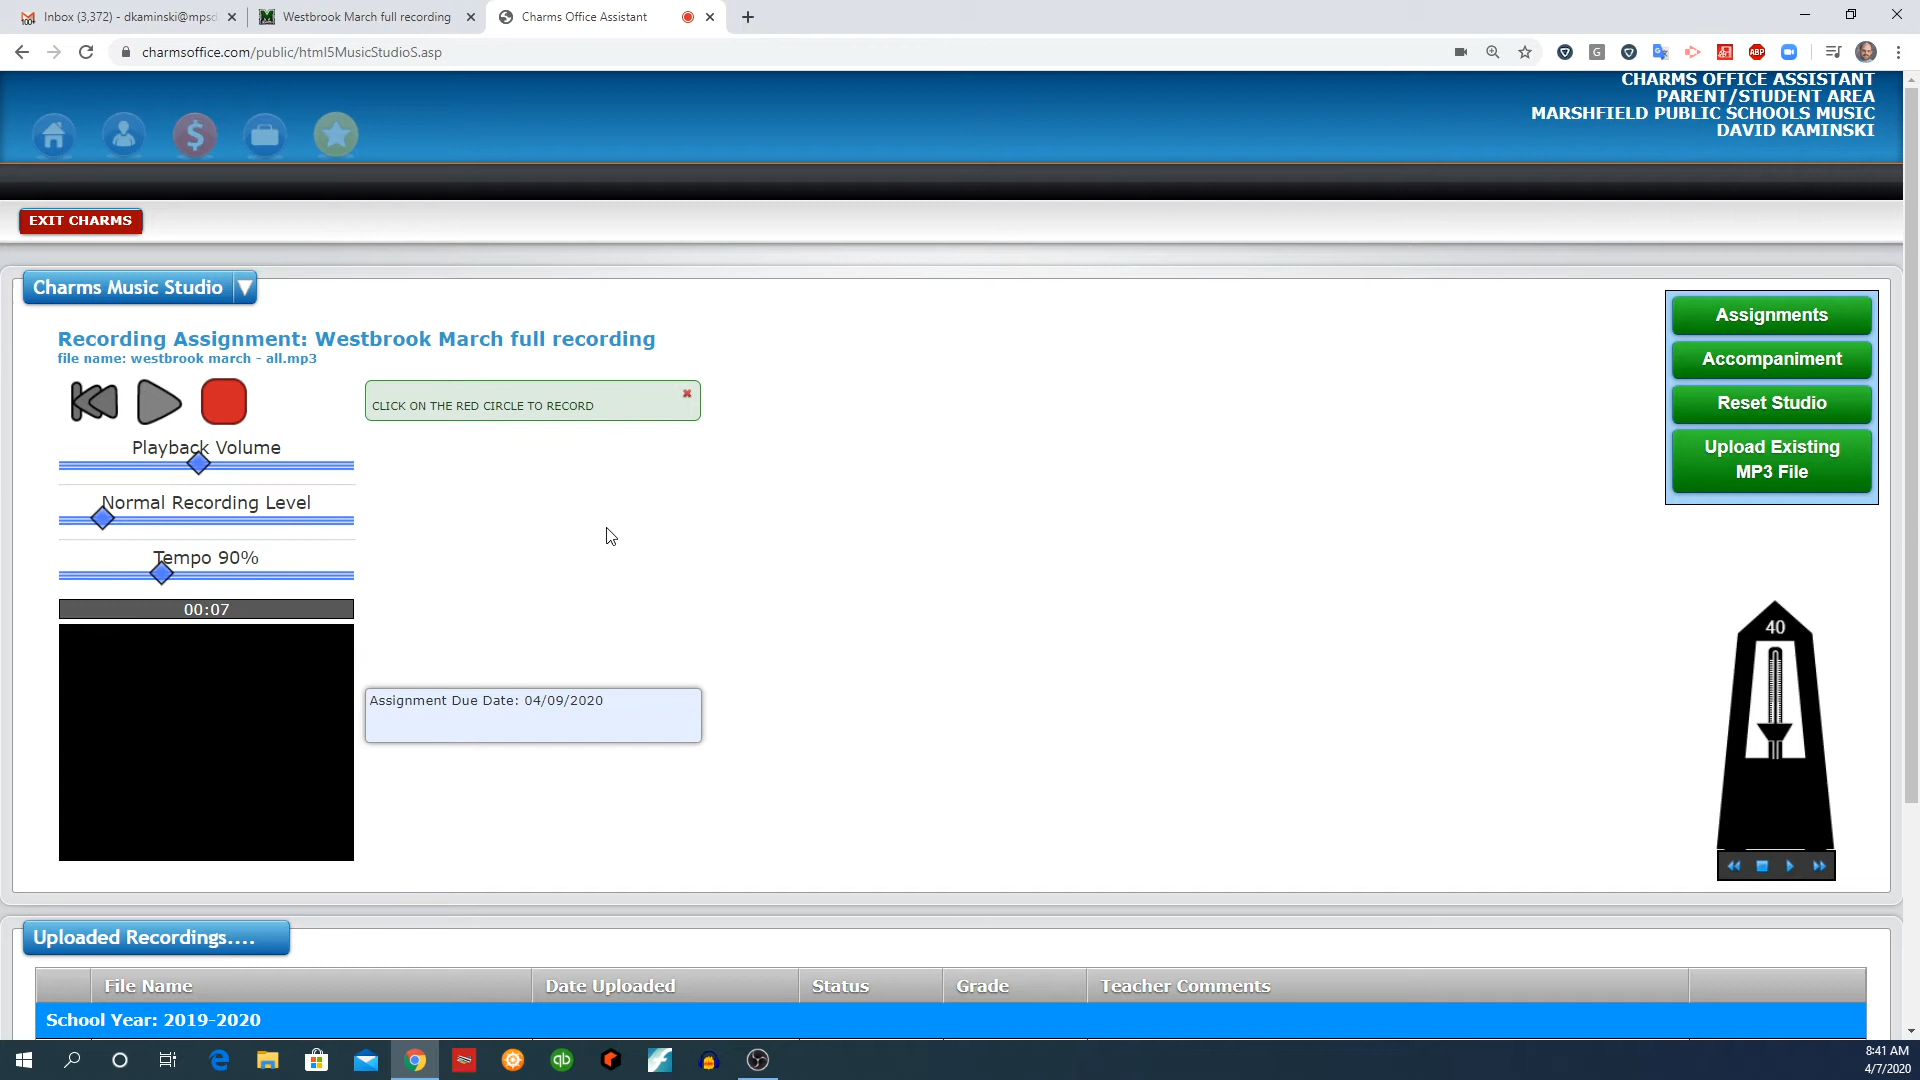 Inbox (3,372) - dkaminski@mpsd
Westbrook March full recording
Charms Office Assistant
charmsoffice.com/public/html5MusicStudioS.asp
CHARMS OFFICE ASSISTANT
PARENT/STUDENT AREA
MARSHFIELD PUBLIC SCHOOLS MUSIC
DAVID KAMINSKI
EXIT CHARMS
Charms Music Studio
Recording Assignment: Westbrook March full recording
file name: westbrook march - all.mp3
CLICK ON THE RED CIRCLE TO RECORD
Playback Volume
Normal Recording Level
Tempo 90%
00:07
Assignment Due Date: 04/09/2020
Assignments
Accompaniment
Reset Studio
Upload Existing
MP3 File
40
Uploaded Recordings....
File Name
Date Uploaded
Status
Grade
Teacher Comments
School Year: 2019-2020
8:41 AM
4/7/2020